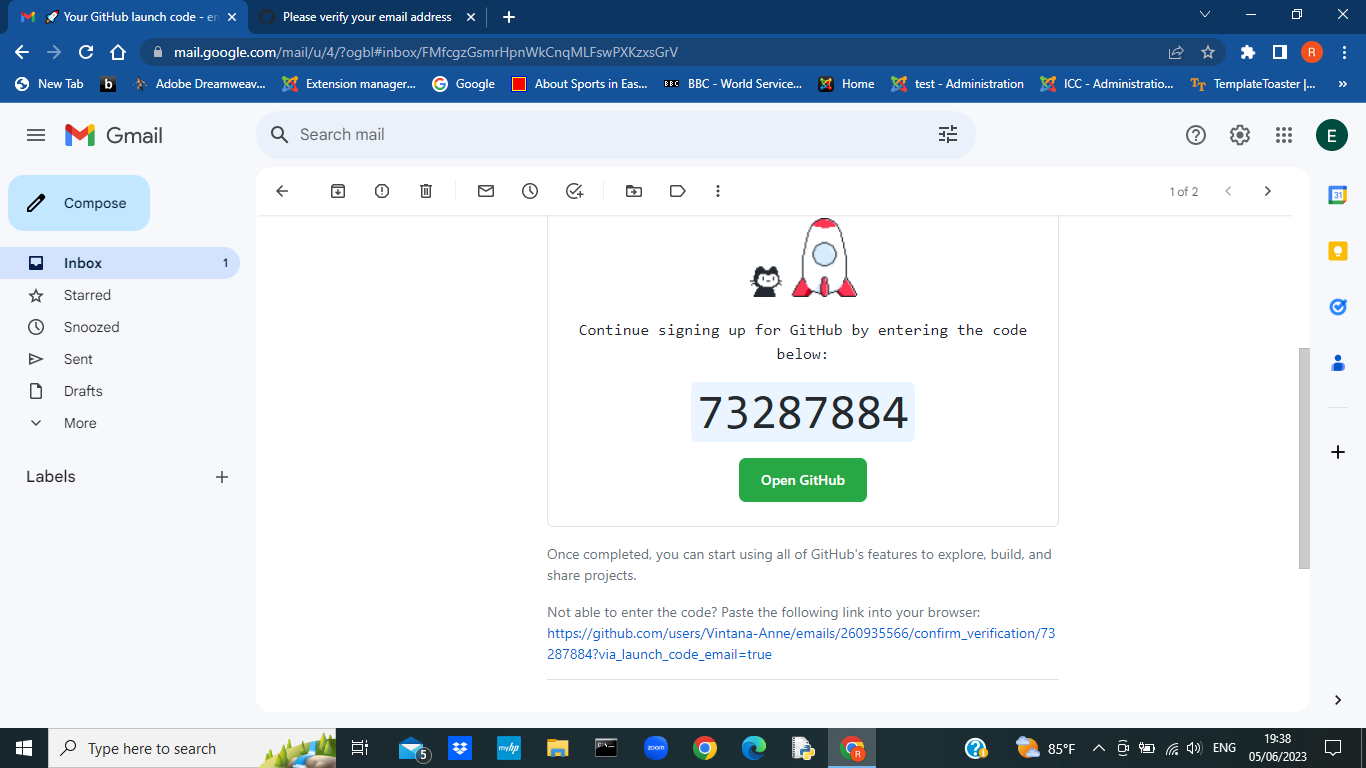 🚀 Your GitHub launch code - en
Please verify your email address
mail.google.com/mail/u/4/?ogbl#inbox/FMfcgzGsmrHpnWkCnqMLFswPXKzxsGrV
R
New Tab
b
Adobe Dreamweav...
Extension manager...
Google
About Sports in Eas...
BBC
BBC - World Service...
Home
test - Administration
ICC - Administratio...
TT
TemplateToaster |...
»
Gmail
Search mail
E
Compose
1 of 2
31
Inbox 1
Starred
Snoozed
Sent
Drafts
More
Labels
Continue signing up for GitHub by entering the code
below:
73287884
Open GitHub
Once completed, you can start using all of GitHub's features to explore, build, and
share projects.
Not able to enter the code? Paste the following link into your browser:
https://github.com/users/Vintana-Anne/emails/260935566/confirm_verification/73
287884?via_launch_code_email=true
Type here to search
5
myhp
zoom
R
85°F
ENG
19:38
05/06/2023